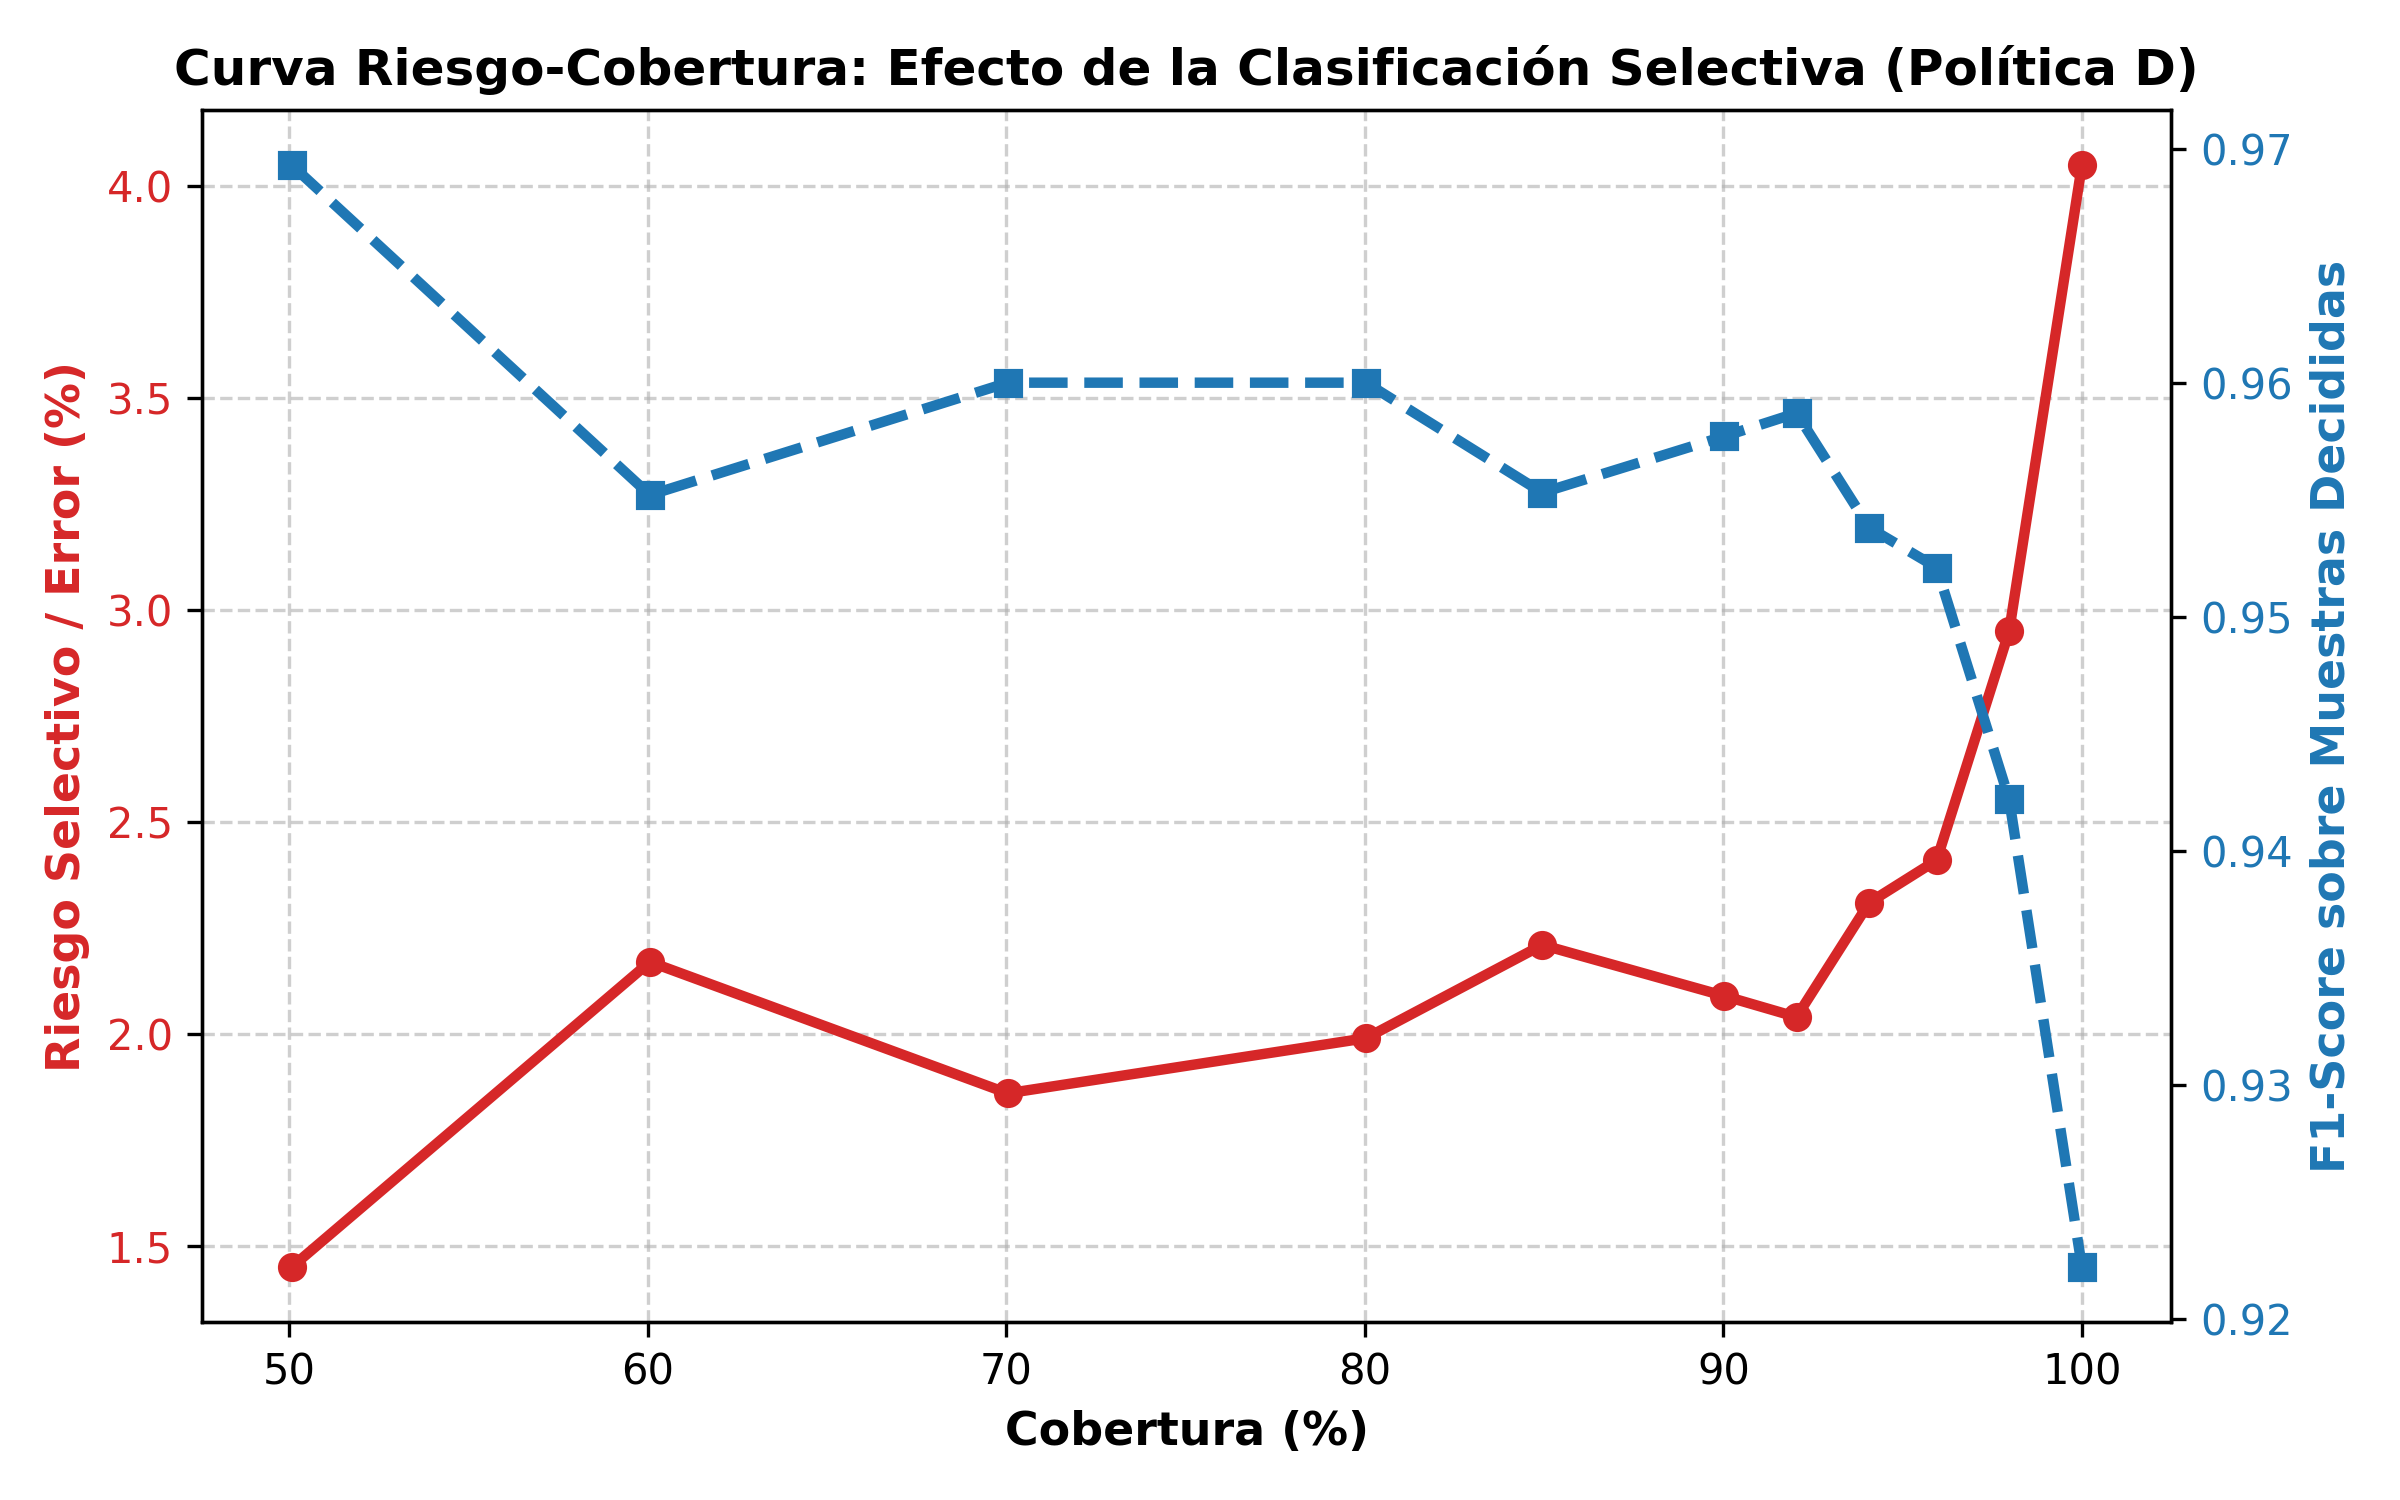 Curva Riesgo-Cobertura: Efecto de la Clasificación Selectiva (Política D)
Riesgo Selectivo / Error (%)
4.0
3.5
3.0
2.5
2.0
1.5
0.97
0.96
0.95
0.94
0.93
0.92
F1-Score sobre Muestras Decididas
50 60 70 80 90 100
Cobertura (%)